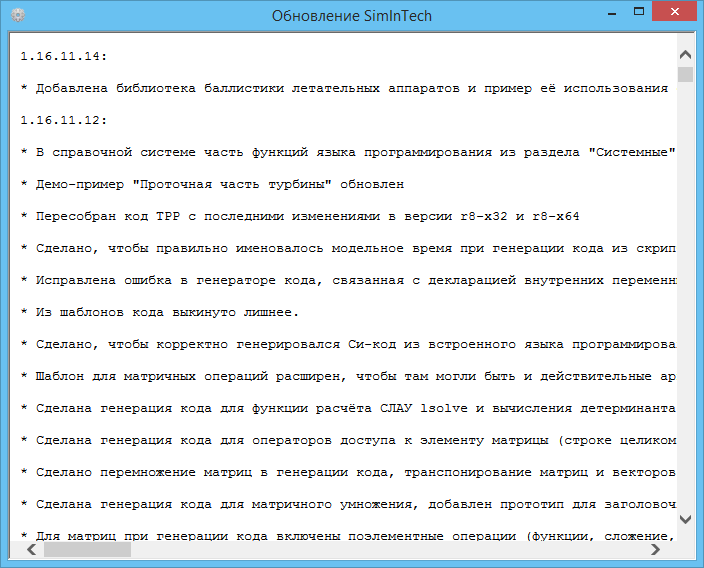 Обновление SimInTech
1.16.11.14:
* Добавлена библиотека баллистики летательных аппаратов и пример её использования
1.16.11.12:
* В справочной системе часть функций языка программирования из раздела "Системные"
* Демо-пример "Проточная часть турбины" обновлен
* Пересобран код TPP с последними изменениями в версии r8-x32 и r8-x64
* Сделано, чтобы правильно именовалось модельное время при генерации кода из скрип
* Исправлена ошибка в генераторе кода, связанная с декларацией внутренних переменн
* Из шаблонов кода выкинуто лишнее.
* Сделано, чтобы корректно генерировался Си-код из встроенного языка программирова
* Шаблон для матричных операций расширен, чтобы там могли быть и действительные ар
* Сделана генерация кода для функции расчёта СЛАУ lsolve и вычисления детерминанта
* Сделана генерация кода для операторов доступа к элементу матрицы (строке целиком
* Сделано перемножение матриц в генерации кода, транспонирование матриц и векторов
* Сделана генерация кода для матричного умножения, добавлен прототип для заголовоч
* Для матриц при генерации кода включены поэлементные операции (функции, сложение,